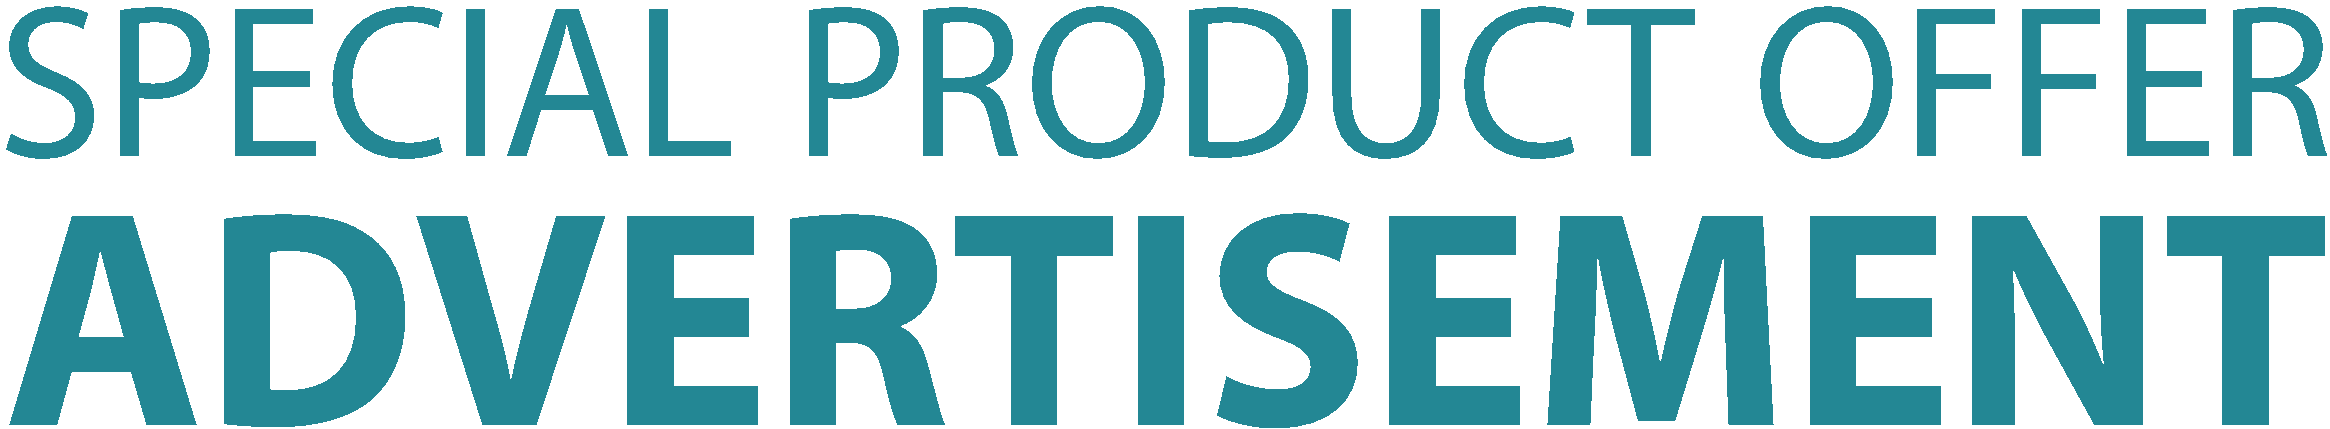 SPECIAL PRODUCT OFFER
ADVERTISEMENT